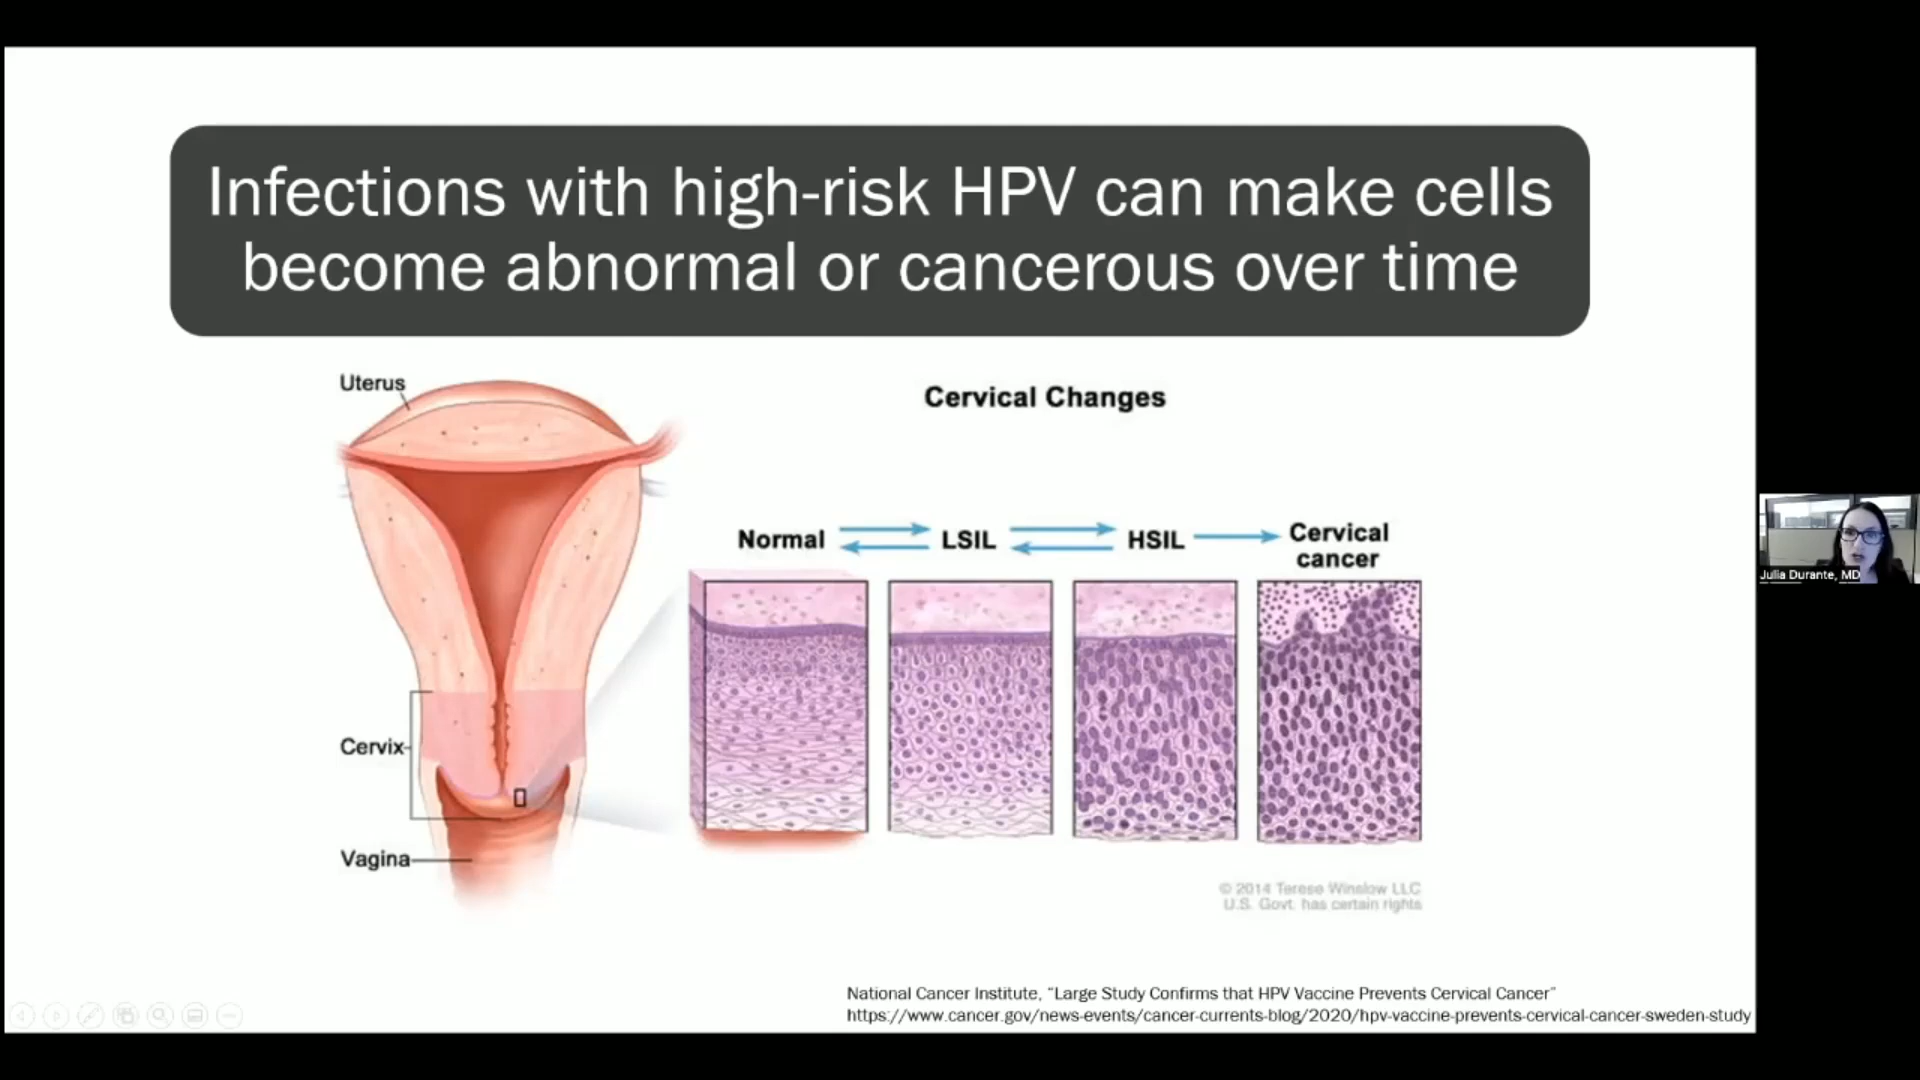 Infections with high-risk HPV can make cells
become abnormal or cancerous over time
Uterus
Cervical Changes
Normal
LSIL
HSIL
Cervical
cancer
Cervix
Vagina
© 2014 Terese Winslow LLC
U.S. Govt. has certain rights
National Cancer Institute, “Large Study Confirms that HPV Vaccine Prevents Cervical Cancer”
https://www.cancer.gov/news-events/cancer-currents-blog/2020/hpv-vaccine-prevents-cervical-cancer-sweden-study
Julia Durante, MD